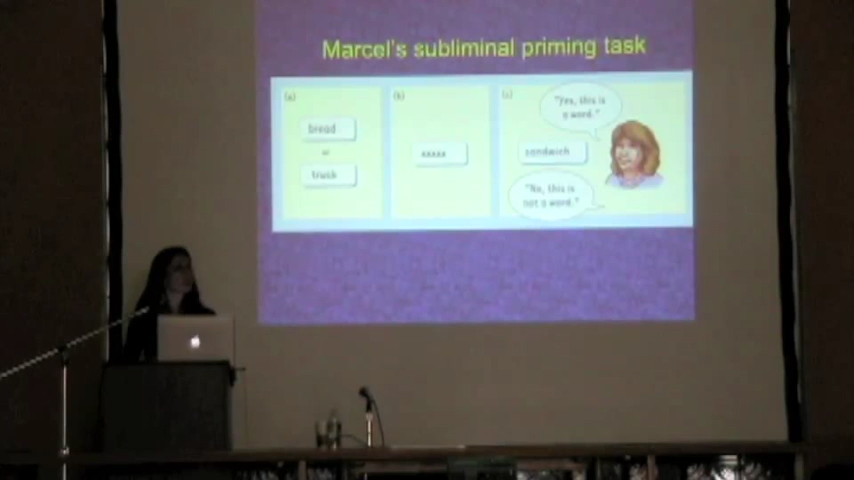 Marcel's subliminal priming task
(a)
bread
or
truck
(b)
xxxxx
(c)
"Yes, this is
a word."
sandwich
"No, this is
not a word."